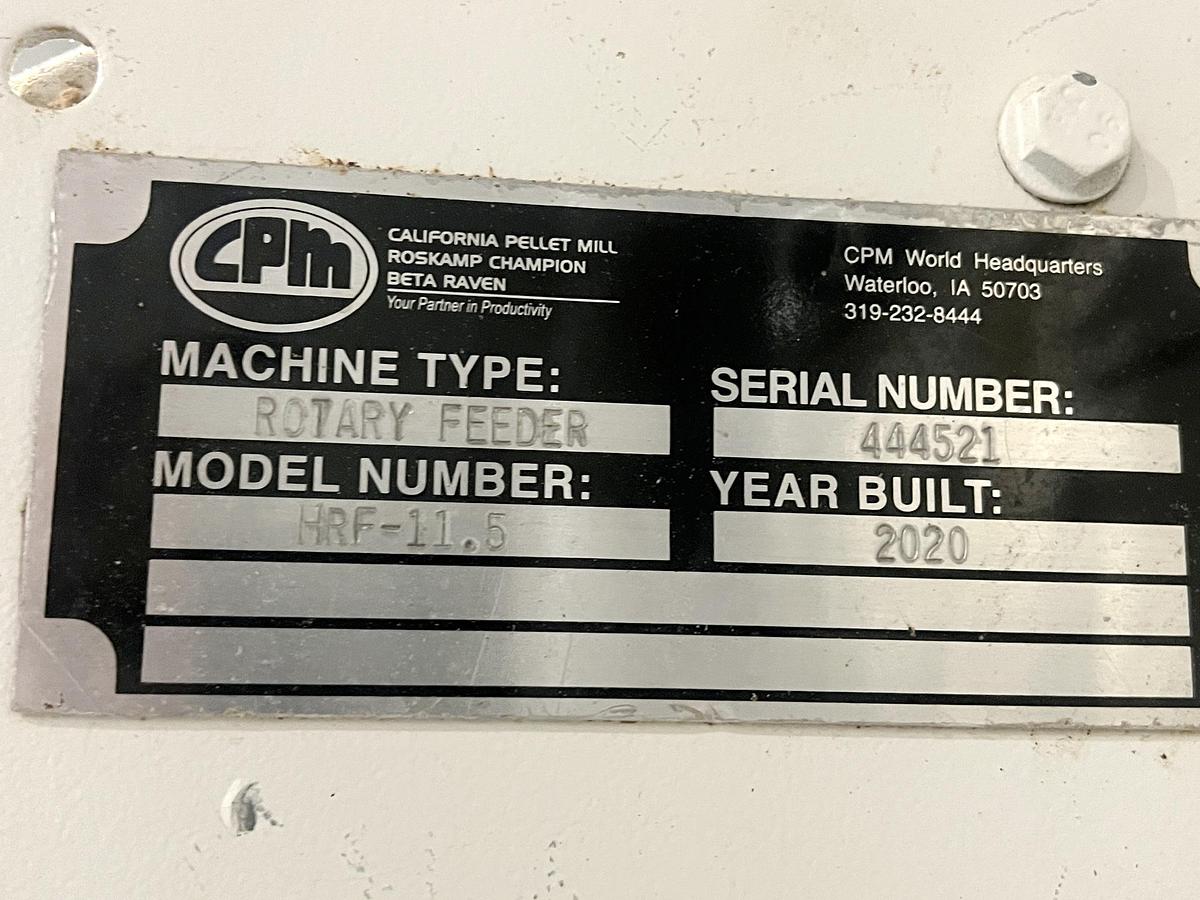 CPM
CALIFORNIA PELLET MILL
ROSKAMP CHAMPION
BETA RAVEN
Your Partner in Productivity
CPM World Headquarters
Waterloo, IA 50703
319-232-8444
MACHINE TYPE:
ROTARY FEEDER
SERIAL NUMBER:
444521
MODEL NUMBER:
HRF-11.5
YEAR BUILT:
2020